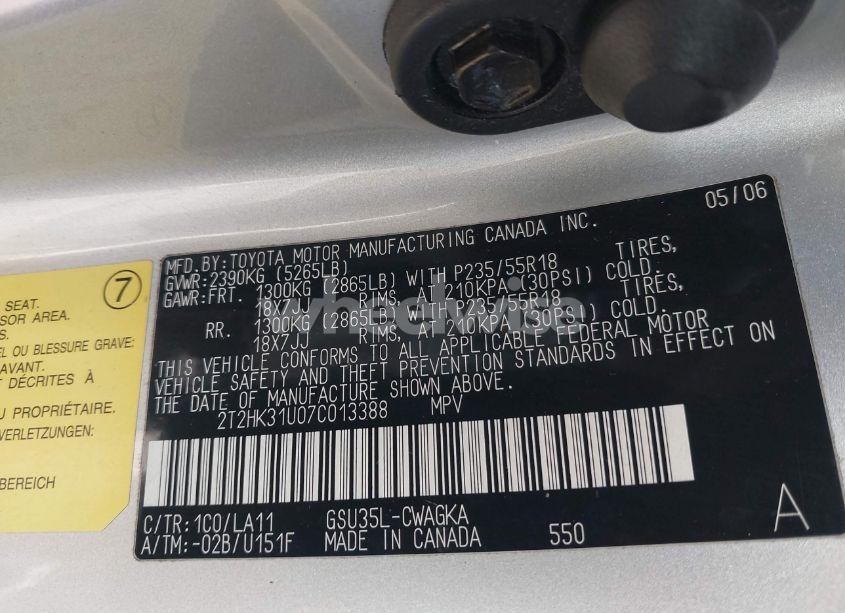 7
SEAT.
SOR AREA.
S.
EL OU BLESSURE GRAVE:
'AVANT.
T DÉCRITES À
U PROPRIÉTAIRE.
VERLETZUNGEN:
BEREICH
05/06
MFD.BY: TOYOTA MOTOR MANUFACTURING CANADA INC.
GVWR: 2390KG (5265LB)
GAWR: FRT. 1300KG (2865LB) WITH P235/55R18 TIRES,
18X7JJ RIMS, AT 210KPA (30PSI) COLD.
RR. 1300KG (2865LB) WITH P235/55R18 TIRES,
18X7JJ RIMS, AT 210KPA (30PSI) COLD.
THIS VEHICLE CONFORMS TO ALL APPLICABLE FEDERAL MOTOR
VEHICLE SAFETY AND THEFT PREVENTION STANDARDS IN EFFECT ON
THE DATE OF MANUFACTURE SHOWN ABOVE.
2T2HK31U07C013388 MPV
C/TR: 1C0/LA11 GSU35L-CWAGKA
A/TM: -02B/U151F MADE IN CANADA 550
A
wheelwise